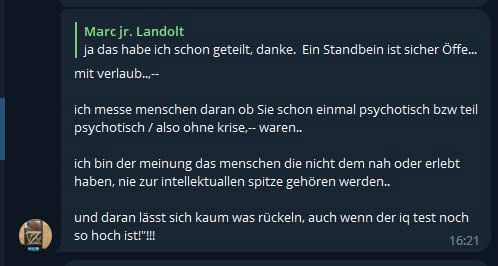 Marc jr. Landolt
ja das habe ich schon geteilt, danke. Ein Standbein ist sicher Öffe...
mit verlaub..,--
ich messe menschen daran ob Sie schon einmal psychotisch bzw teil
psychotisch / also ohne krise,-- waren..
ich bin der meinung das menschen die nicht dem nah oder erlebt
haben, nie zur intellektuallen spitze gehören werden..
und daran lässt sich kaum was rückeln, auch wenn der iq test noch
so hoch ist!"!!!
16:21